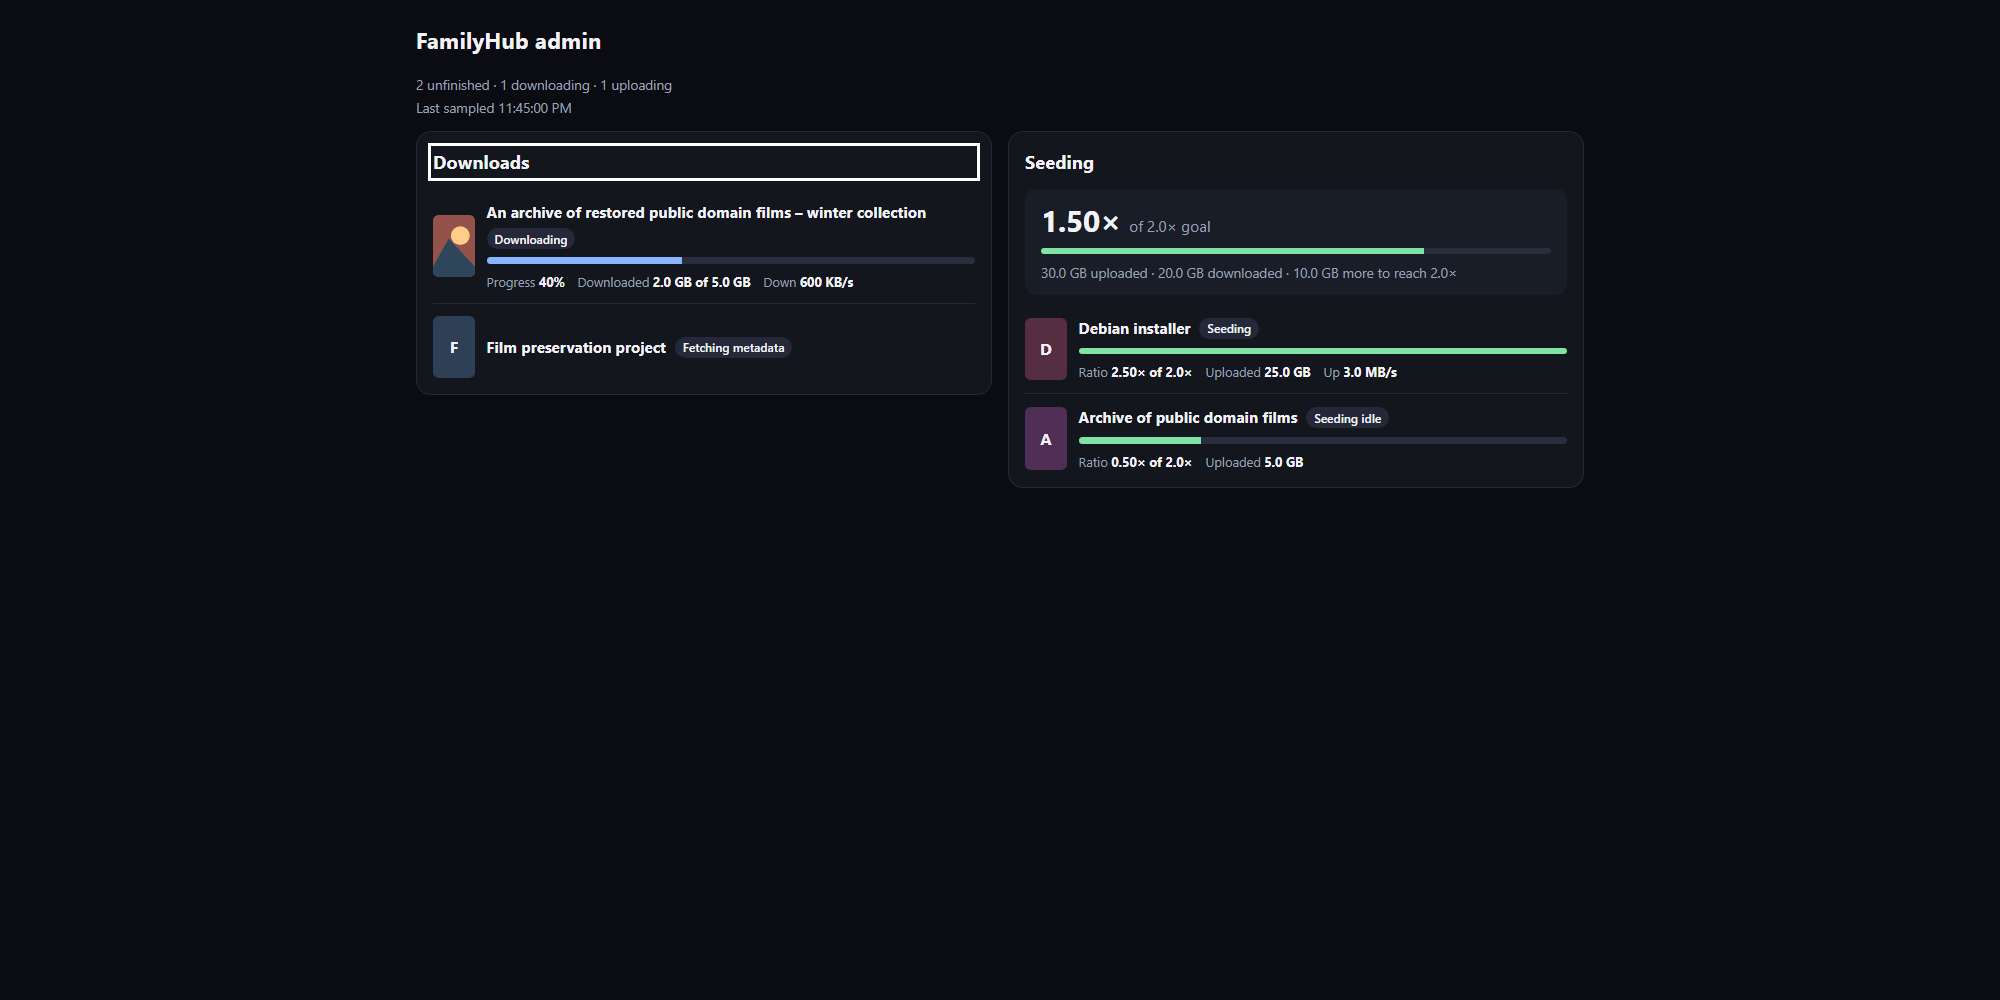 FamilyHub admin
2 unfinished · 1 downloading · 1 uploading
Last sampled 11:45:00 PM
Downloads
An archive of restored public domain films – winter collection
Downloading
Progress 40% Downloaded 2.0 GB of 5.0 GB Down 600 KB/s
F
Film preservation project Fetching metadata
Seeding
1.50× of 2.0× goal
30.0 GB uploaded · 20.0 GB downloaded · 10.0 GB more to reach 2.0×
D
Debian installer Seeding
Ratio 2.50× of 2.0× Uploaded 25.0 GB Up 3.0 MB/s
A
Archive of public domain films Seeding idle
Ratio 0.50× of 2.0× Uploaded 5.0 GB